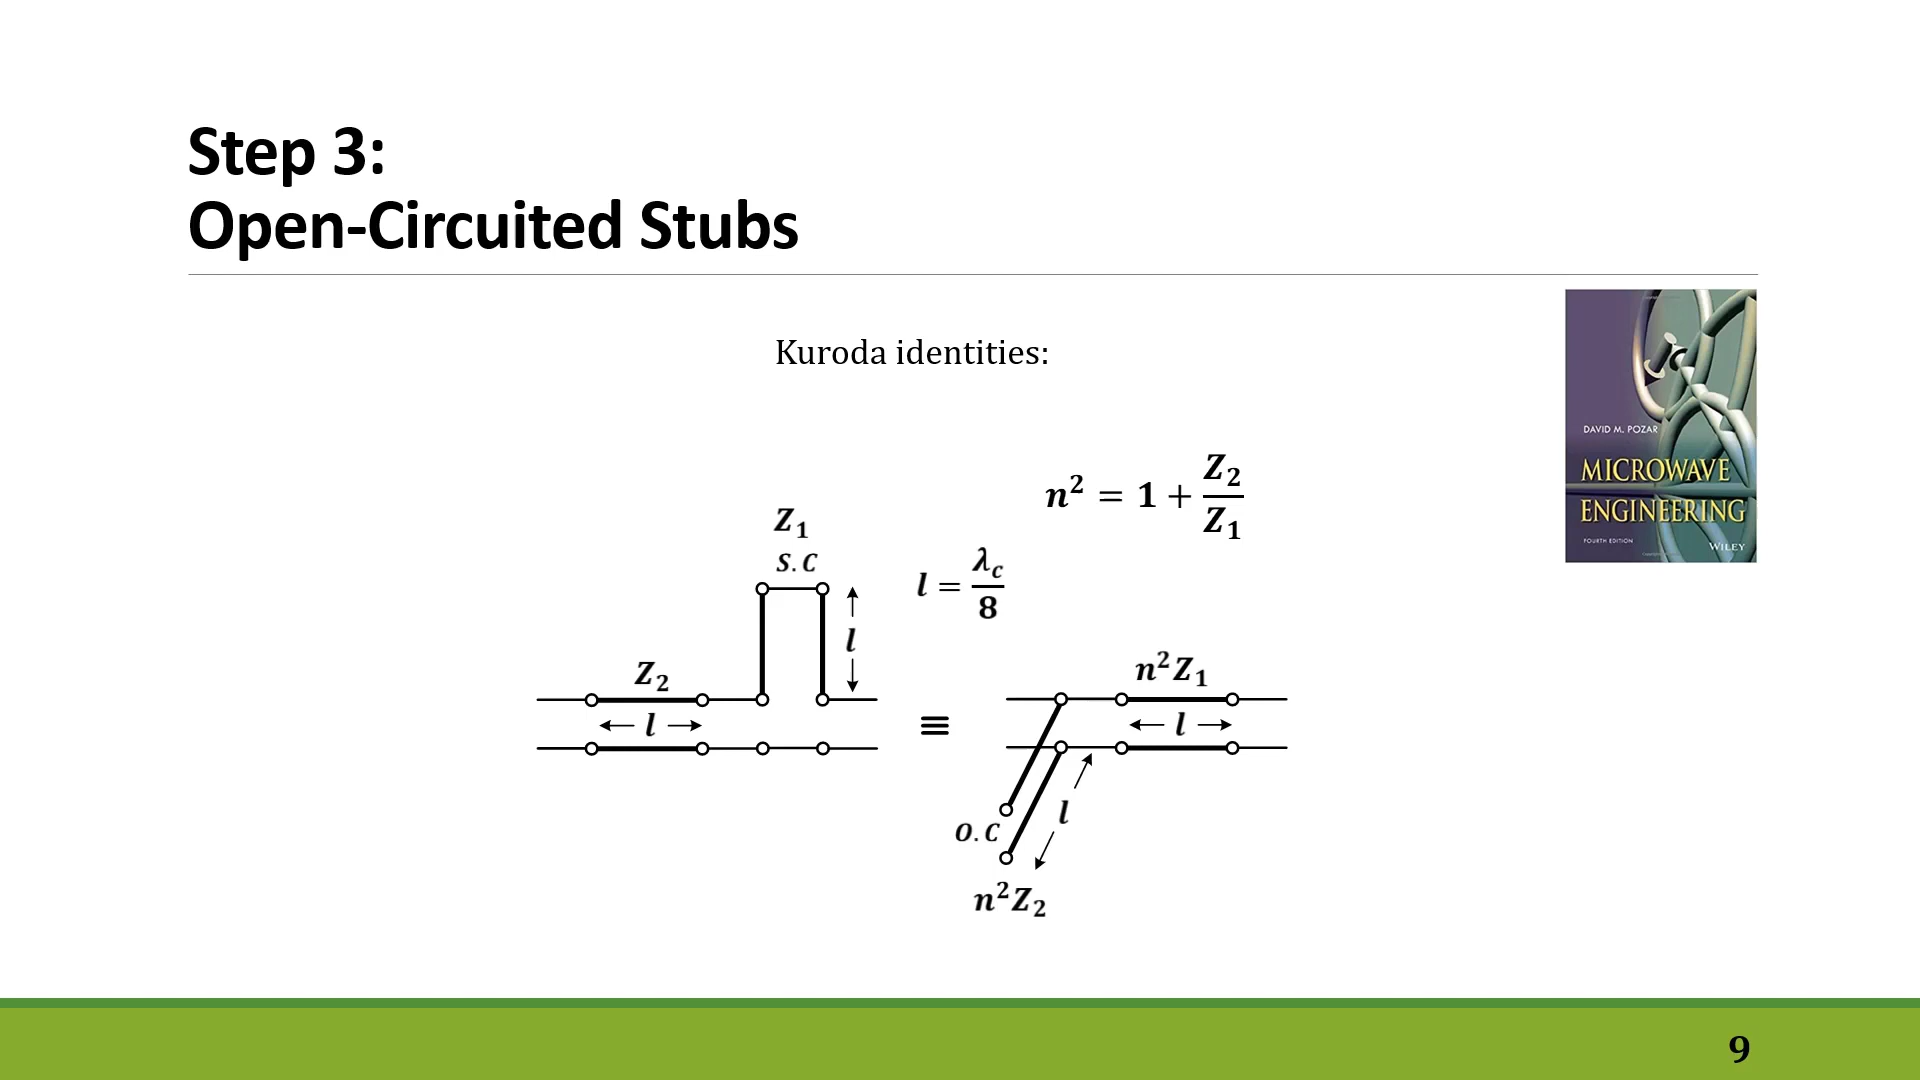 Step 3:
Open-Circuited Stubs
Kuroda identities:
DAVID M. POZAR
MICROWAVE
ENGINEERING
FOURTH EDITION
WILEY
n² = 1 + Z₂/Z₁
Z₁
S.C
l = λc/8
l
Z₂
l
≡
n²Z₁
l
l
O.C
n²Z₂
9